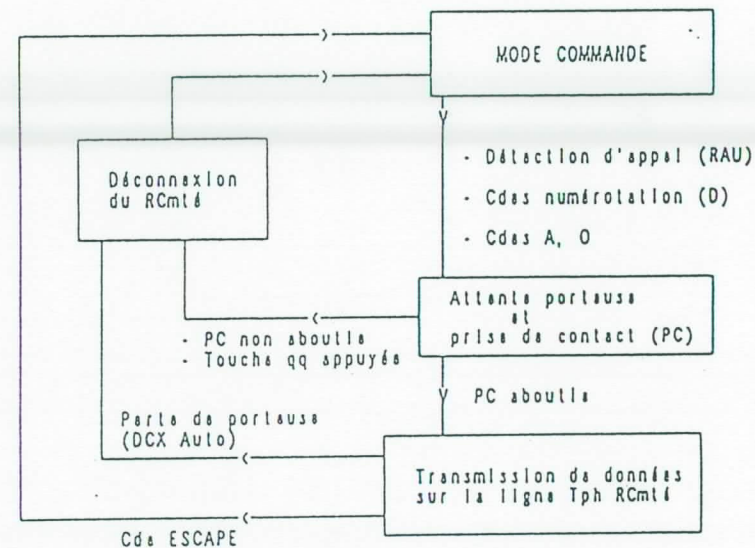 MODE COMMANDE
- Détection d'appel (RAU)
- Cdes numérotation (D)
- Cdes A, O
Déconnexion
du RCmté
Attente porteuse
et
prise de contact (PC)
- PC non aboutie
- Touche qq appuyée
PC aboutie
Perte de porteuse
(DCX Auto)
Transmission de données
sur la ligne Tph RCmté
Cde ESCAPE